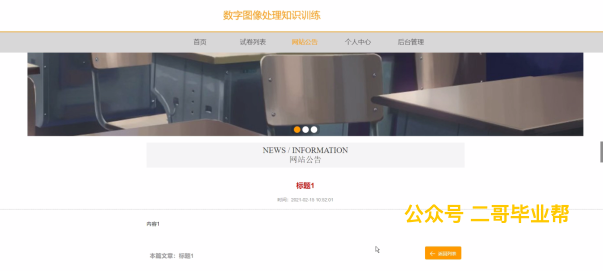 数字图像处理知识训练
首页 试卷列表 网站公告 个人中心 后台管理
NEWS / INFORMATION
网站公告
标题1
时间：2021-02-16 10:52:01
公众号 二哥毕业帮
内容1
本篇文章：标题1
返回列表